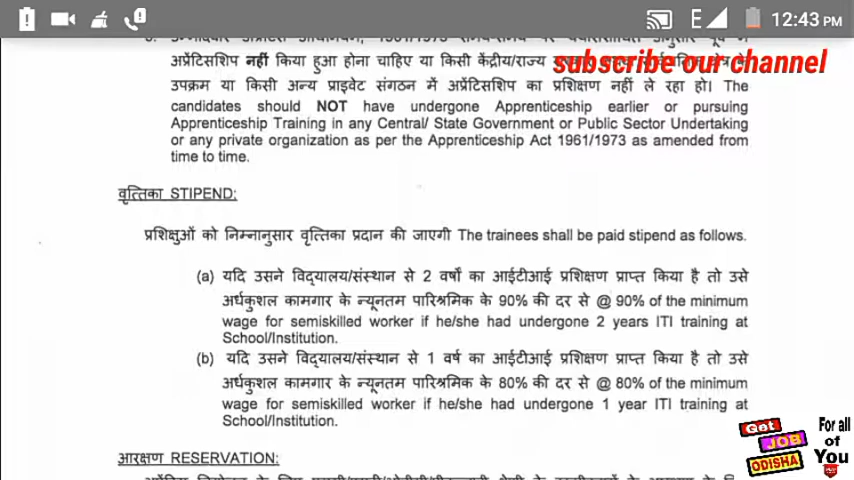 12:43 PM
subscribe our channel
अप्रेंटिसशिप नहीं किया हुआ होना चाहिए या किसी केंद्रीय/राज्य
उपक्रम या किसी अन्य प्राइवेट संगठन में अप्रेंटिसशिप का प्रशिक्षण नहीं ले रहा हो। The
candidates should NOT have undergone Apprenticeship earlier or pursuing
Apprenticeship Training in any Central/ State Government or Public Sector Undertaking
or any private organization as per the Apprenticeship Act 1961/1973 as amended from
time to time.
वृत्तिका STIPEND:
प्रशिक्षुओं को निम्नानुसार वृत्तिका प्रदान की जाएगी The trainees shall be paid stipend as follows.
(a) यदि उसने विद्यालय/संस्थान से 2 वर्षों का आईटीआई प्रशिक्षण प्राप्त किया है तो उसे
अर्धकुशल कामगार के न्यूनतम पारिश्रमिक के 90% की दर से @ 90% of the minimum
wage for semiskilled worker if he/she had undergone 2 years ITI training at
School/Institution.
(b) यदि उसने विद्यालय/संस्थान से 1 वर्ष का आईटीआई प्रशिक्षण प्राप्त किया है तो उसे
अर्धकुशल कामगार के न्यूनतम पारिश्रमिक के 80% की दर से @ 80% of the minimum
wage for semiskilled worker if he/she had undergone 1 year ITI training at
School/Institution.
आरक्षण RESERVATION:
Get
JOB
ODISHA
For all
of
You